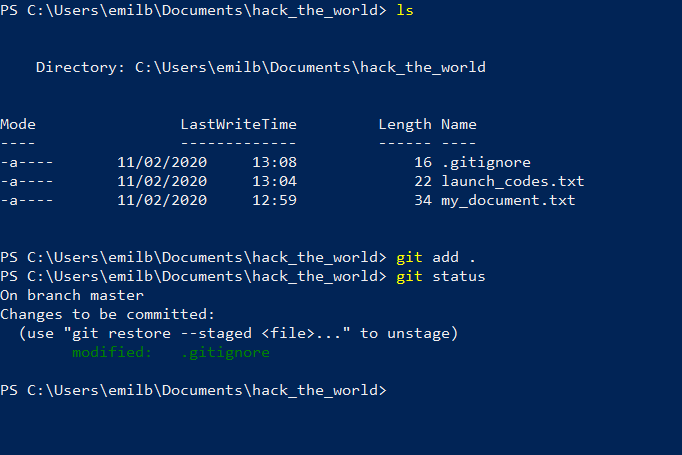 PS C:\Users\emilb\Documents\hack_the_world> ls
Directory: C:\Users\emilb\Documents\hack_the_world
Mode                LastWriteTime         Length Name
----                -------------         ------ ----
-a----       11/02/2020     13:08             16 .gitignore
-a----       11/02/2020     13:04             22 launch_codes.txt
-a----       11/02/2020     12:59             34 my_document.txt
PS C:\Users\emilb\Documents\hack_the_world> git add .
PS C:\Users\emilb\Documents\hack_the_world> git status
On branch master
Changes to be committed:
  (use "git restore --staged <file>..." to unstage)
        modified:   .gitignore
PS C:\Users\emilb\Documents\hack_the_world>